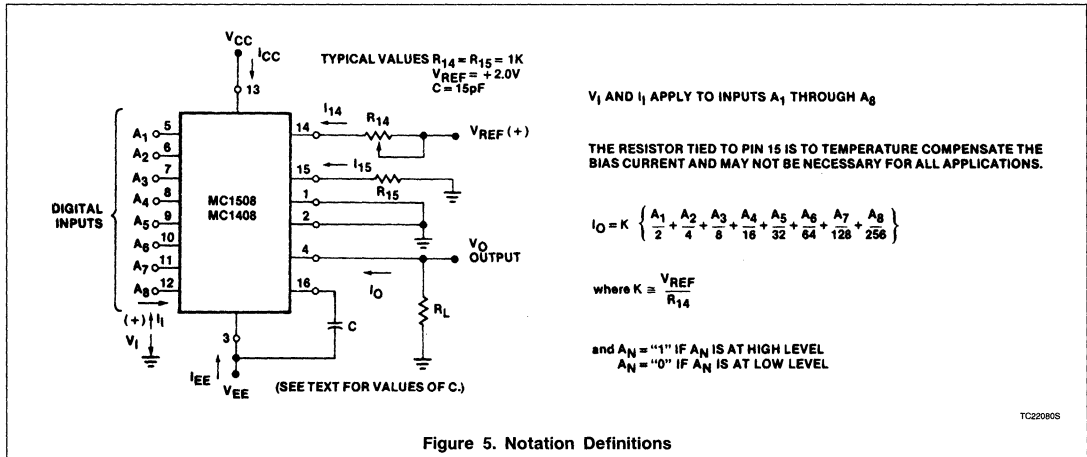 VCC
ICC
13
TYPICAL VALUES R14 = R15 = 1K
VREF = +2.0V
C = 15pF
DIGITAL
INPUTS
A1 5
A2 6
A3 7
A4 8
A5 9
A6 10
A7 11
A8 12
MC1508
MC1408
14
I14
R14
VREF (+)
15
I15
R15
1
2
4
VO
OUTPUT
IO
16
C
RL
(+)
II
VI
3
IEE
VEE
(SEE TEXT FOR VALUES OF C.)
VI AND II APPLY TO INPUTS A1 THROUGH A8
THE RESISTOR TIED TO PIN 15 IS TO TEMPERATURE COMPENSATE THE
BIAS CURRENT AND MAY NOT BE NECESSARY FOR ALL APPLICATIONS.
IO = K { A1/2 + A2/4 + A3/8 + A4/16 + A5/32 + A6/64 + A7/128 + A8/256 }
where K ≅ VREF/R14
and AN = "1" IF AN IS AT HIGH LEVEL
AN = "0" IF AN IS AT LOW LEVEL
TC22080S
Figure 5. Notation Definitions